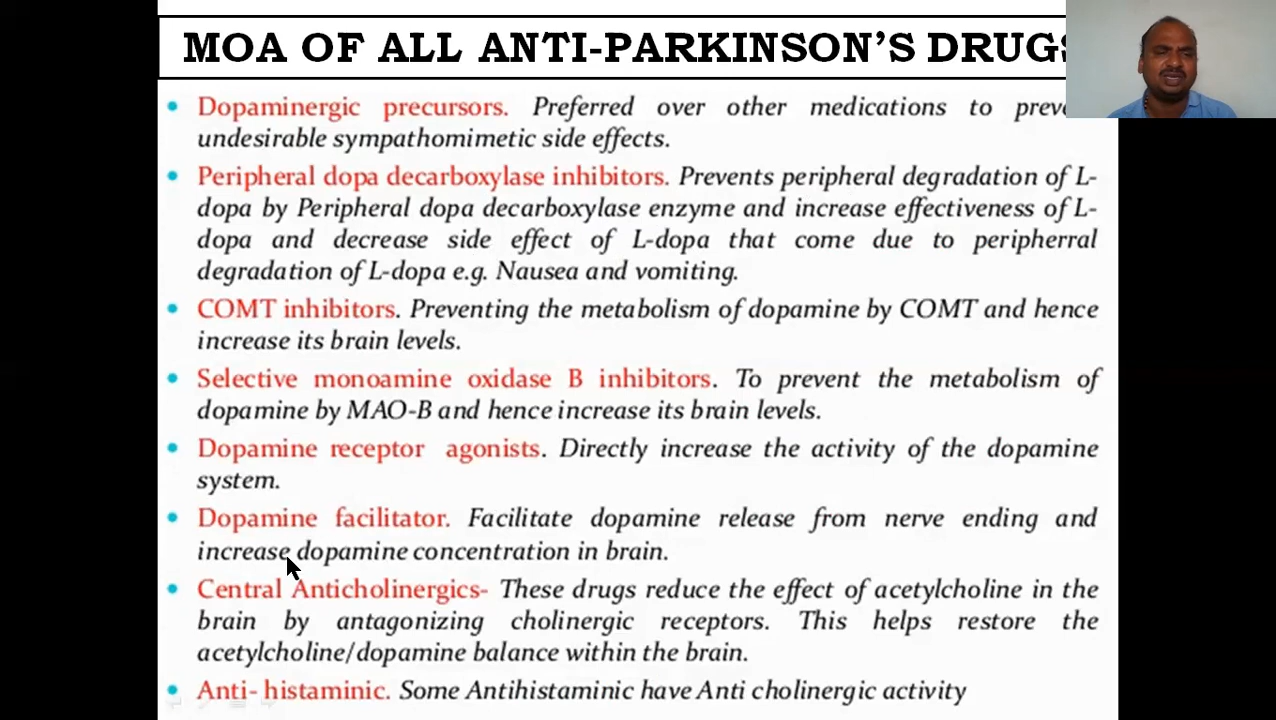 MOA OF ALL ANTI-PARKINSON'S DRUGS
• Dopaminergic precursors. Preferred over other medications to
undesirable sympathomimetic side effects.
• Peripheral dopa decarboxylase inhibitors. Prevents peripheral degradation of L-
dopa by Peripheral dopa decarboxylase enzyme and increase effectiveness of L-
dopa and decrease side effect of L-dopa that come due to peripherral
degradation of L-dopa e.g. Nausea and vomiting.
• COMT inhibitors. Preventing the metabolism of dopamine by COMT and hence
increase its brain levels.
• Selective monoamine oxidase B inhibitors. To prevent the metabolism of
dopamine by MAO-B and hence increase its brain levels.
• Dopamine receptor agonists. Directly increase the activity of the dopamine
system.
• Dopamine facilitator. Facilitate dopamine release from nerve ending and
increase dopamine concentration in brain.
• Central Anticholinergics- These drugs reduce the effect of acetylcholine in the
brain by antagonizing cholinergic receptors. This helps restore the
acetylcholine/dopamine balance within the brain.
• Anti- histaminic. Some Antihistaminic have Anti cholinergic activity